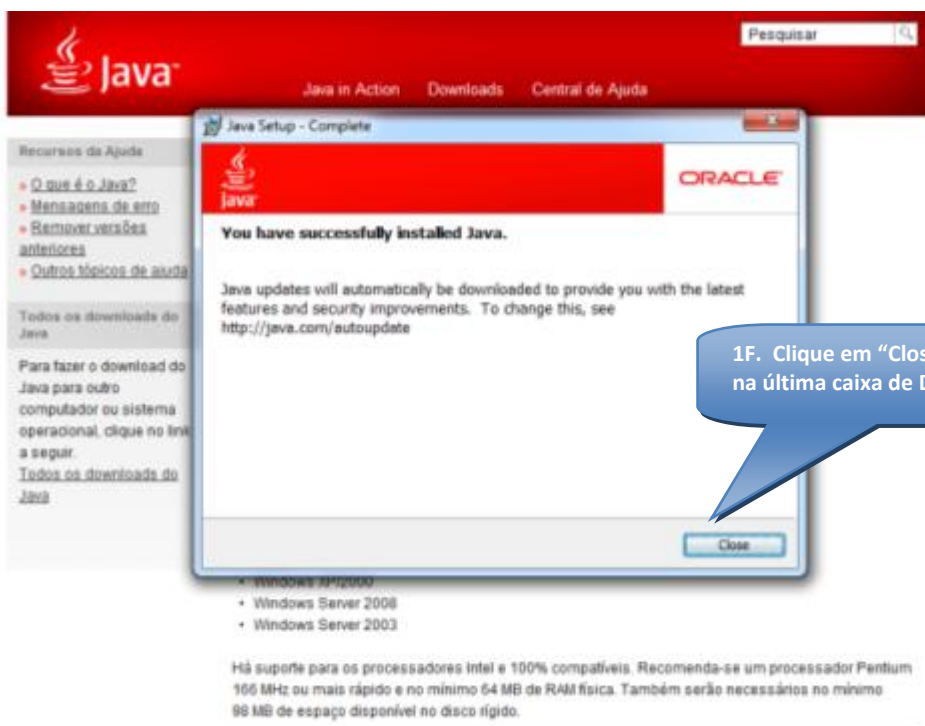 Java
Pesquisar
Java in Action Downloads Central de Ajuda
Recursos da Ajuda
» O que é o Java?
» Mensagens de erro
» Remover versões
anteriores
» Outros tópicos de ajuda
Todos os downloads do
Java
Para fazer o download do
Java para outro
computador ou sistema
operacional, clique no link
a seguir.
Todos os downloads do
Java
Java Setup - Complete
Java
ORACLE
You have successfully installed Java.
Java updates will automatically be downloaded to provide you with the latest
features and security improvements. To change this, see
http://java.com/autoupdate
1F. Clique em “Clos
na última caixa de D
Close
• Windows XP/2000
• Windows Server 2008
• Windows Server 2003
Há suporte para os processadores Intel e 100% compatíveis. Recomenda-se um processador Pentium
166 MHz ou mais rápido e no mínimo 64 MB de RAM física. Também serão necessários no mínimo
98 MB de espaço disponível no disco rígido.